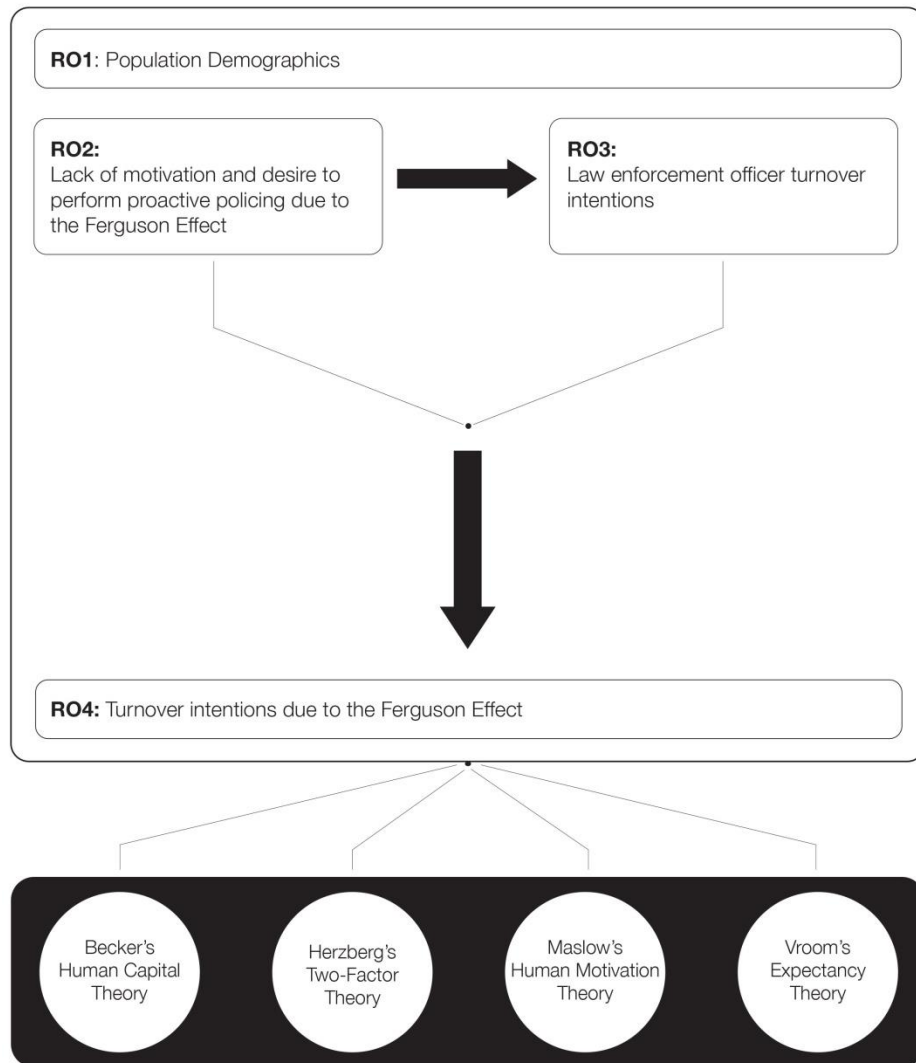 RO1: Population Demographics
RO2:
Lack of motivation and desire to
perform proactive policing due to
the Ferguson Effect
RO3:
Law enforcement officer turnover
intentions
RO4: Turnover intentions due to the Ferguson Effect
Becker's
Human Capital
Theory
Herzberg's
Two-Factor
Theory
Maslow's
Human Motivation
Theory
Vroom's
Expectancy
Theory